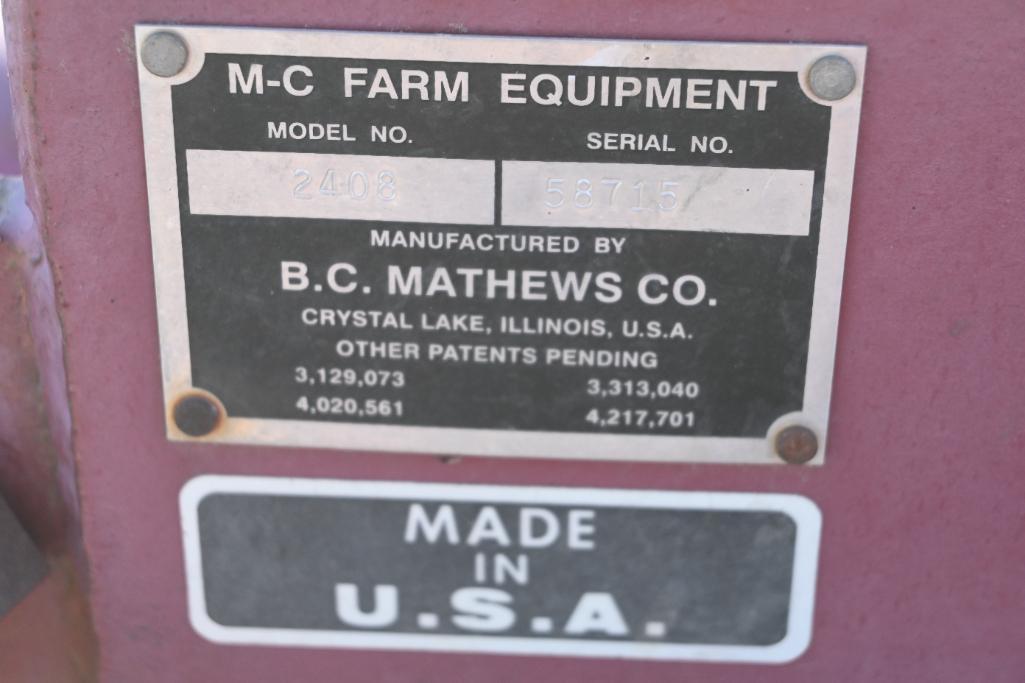 M-C FARM EQUIPMENT
MODEL NO. SERIAL NO.
2408 58715
MANUFACTURED BY
B.C. MATHEWS CO.
CRYSTAL LAKE, ILLINOIS, U.S.A.
OTHER PATENTS PENDING
3,129,073 3,313,040
4,020,561 4,217,701
MADE
IN
U.S.A.